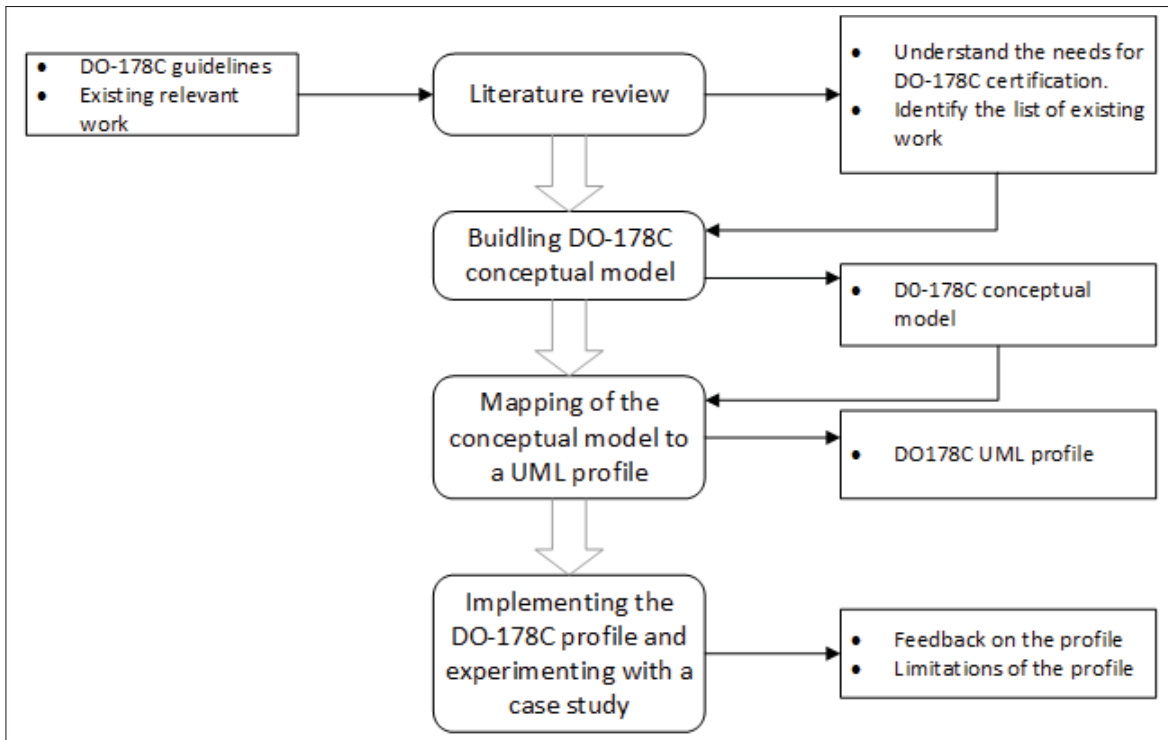 • DO-178C guidelines
• Existing relevant
work
Literature review
• Understand the needs for
DO-178C certification.
• Identify the list of existing
work
Buidling DO-178C
conceptual model
• D0-178C conceptual
model
Mapping of the
conceptual model to
a UML profile
• DO178C UML profile
Implementing the
DO-178C profile and
experimenting with a
case study
• Feedback on the profile
• Limitations of the profile